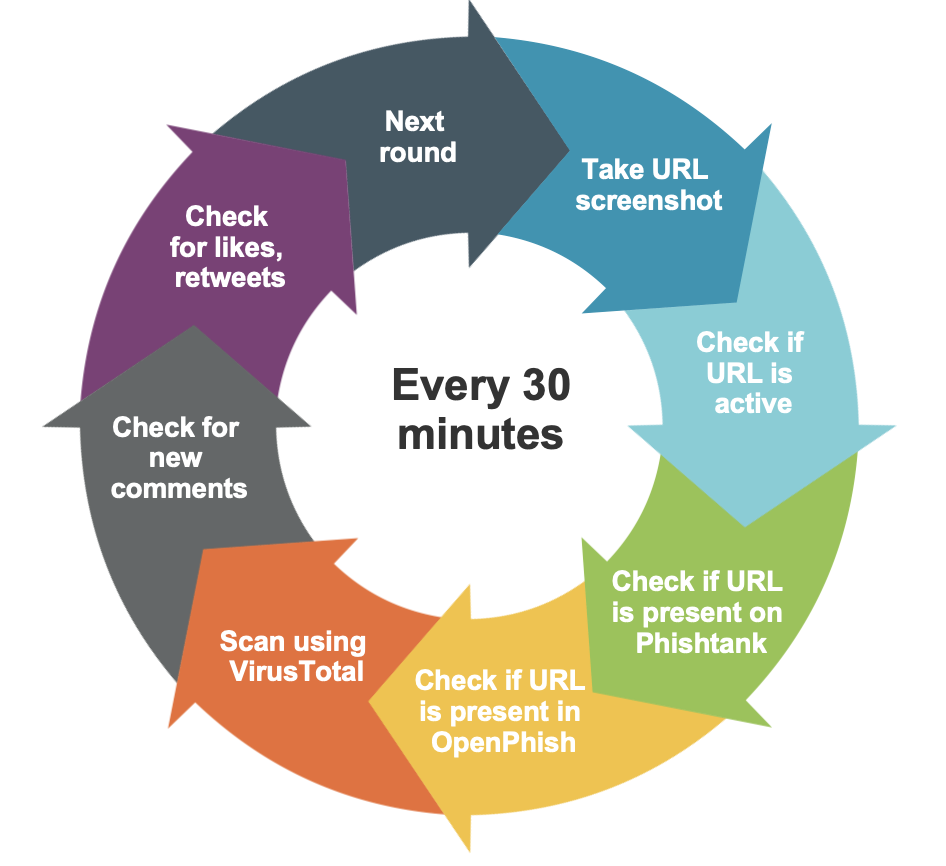 Next
round
Take URL
screenshot
Check if
URL is
active
Check if URL
is present on
Phishtank
Check if URL
is present in
OpenPhish
Scan using
VirusTotal
Check for
new
comments
Check
for likes,
retweets
Every 30
minutes